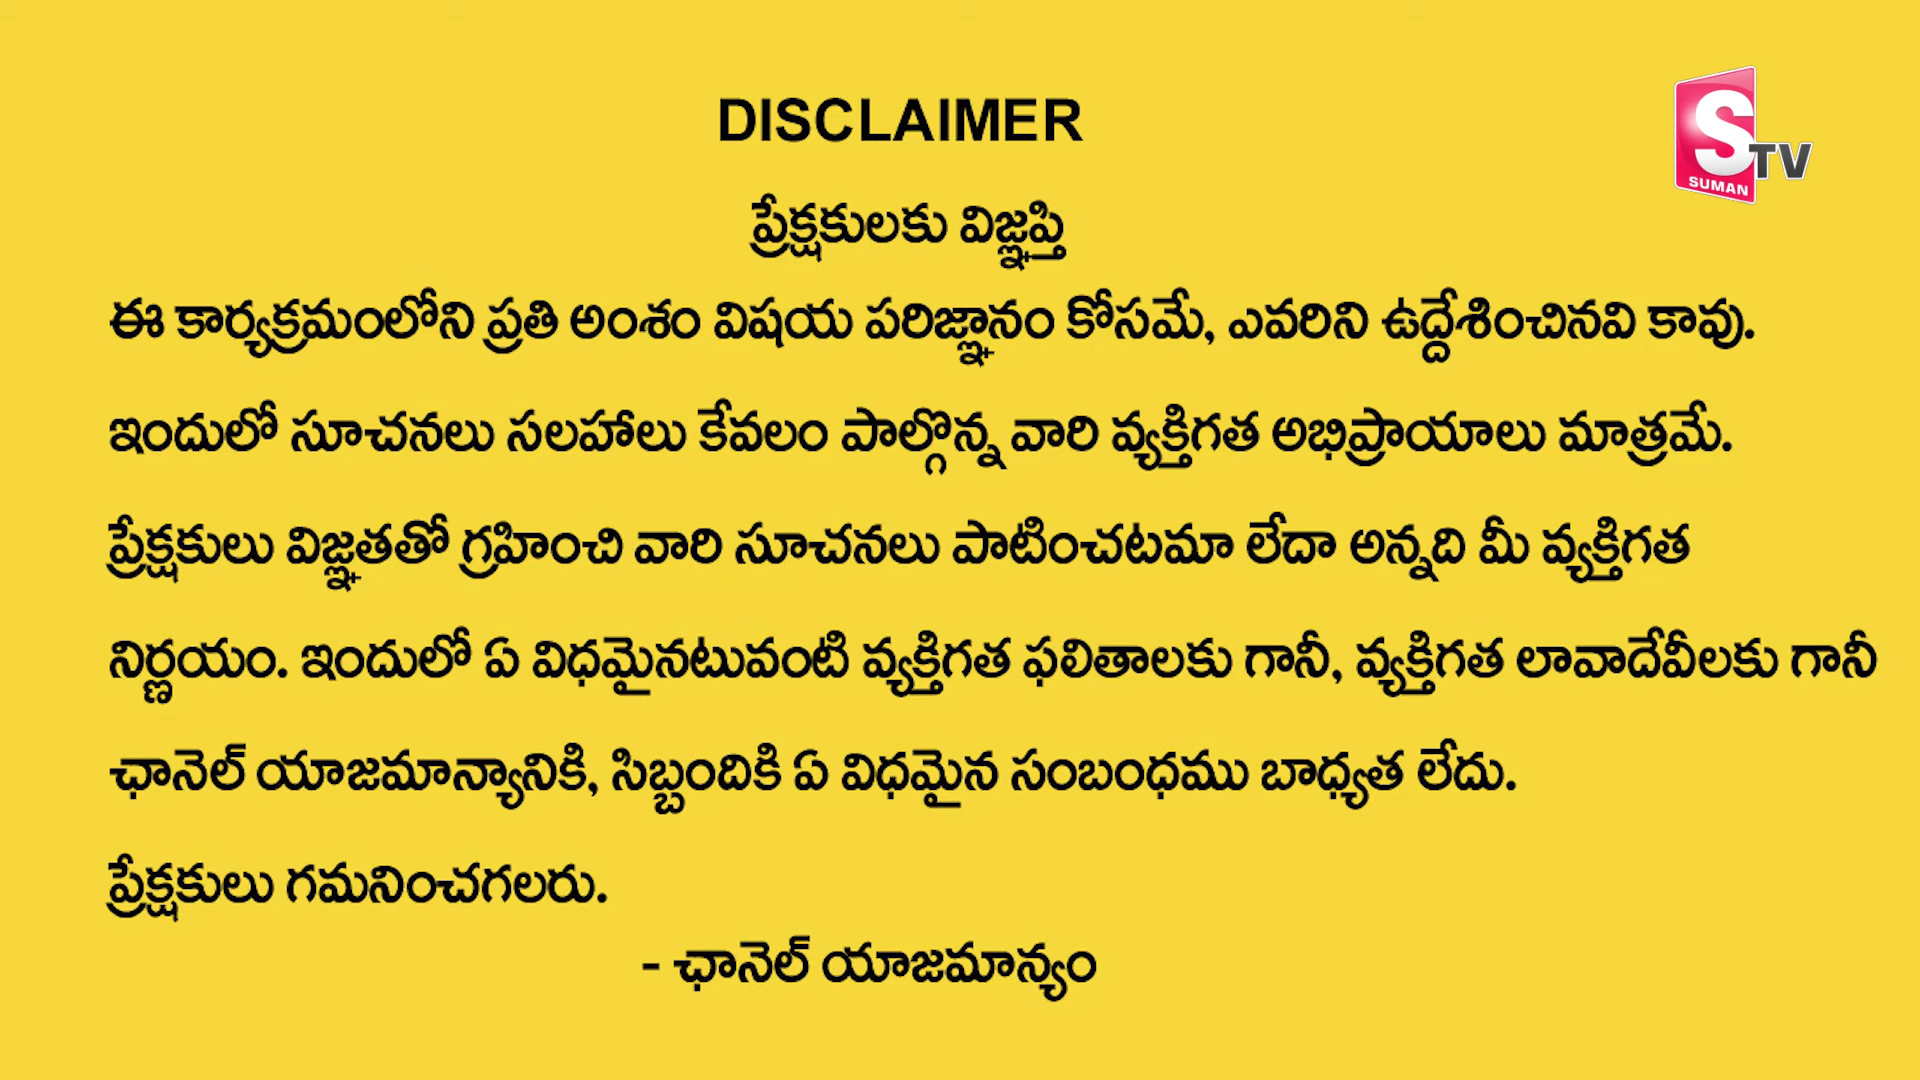 DISCLAIMER
S TV
SUMAN
ప్రేక్షకులకు విజ్ఞప్తి
ఈ కార్యక్రమంలోని ప్రతి అంశం విషయ పరిజ్ఞానం కోసమే, ఎవరిని ఉద్దేశించినవి కావు.
ఇందులో సూచనలు సలహాలు కేవలం పాల్గొన్న వారి వ్యక్తిగత అభిప్రాయాలు మాత్రమే.
ప్రేక్షకులు విజ్ఞతతో గ్రహించి వారి సూచనలు పాటించటమా లేదా అన్నది మీ వ్యక్తిగత
నిర్ణయం. ఇందులో ఏ విధమైనటువంటి వ్యక్తిగత ఫలితాలకు గానీ, వ్యక్తిగత లావాదేవీలకు గానీ
ఛానెల్ యాజమాన్యానికి, సిబ్బందికి ఏ విధమైన సంబంధము బాధ్యత లేదు.
ప్రేక్షకులు గమనించగలరు.
- ఛానెల్ యాజమాన్యం